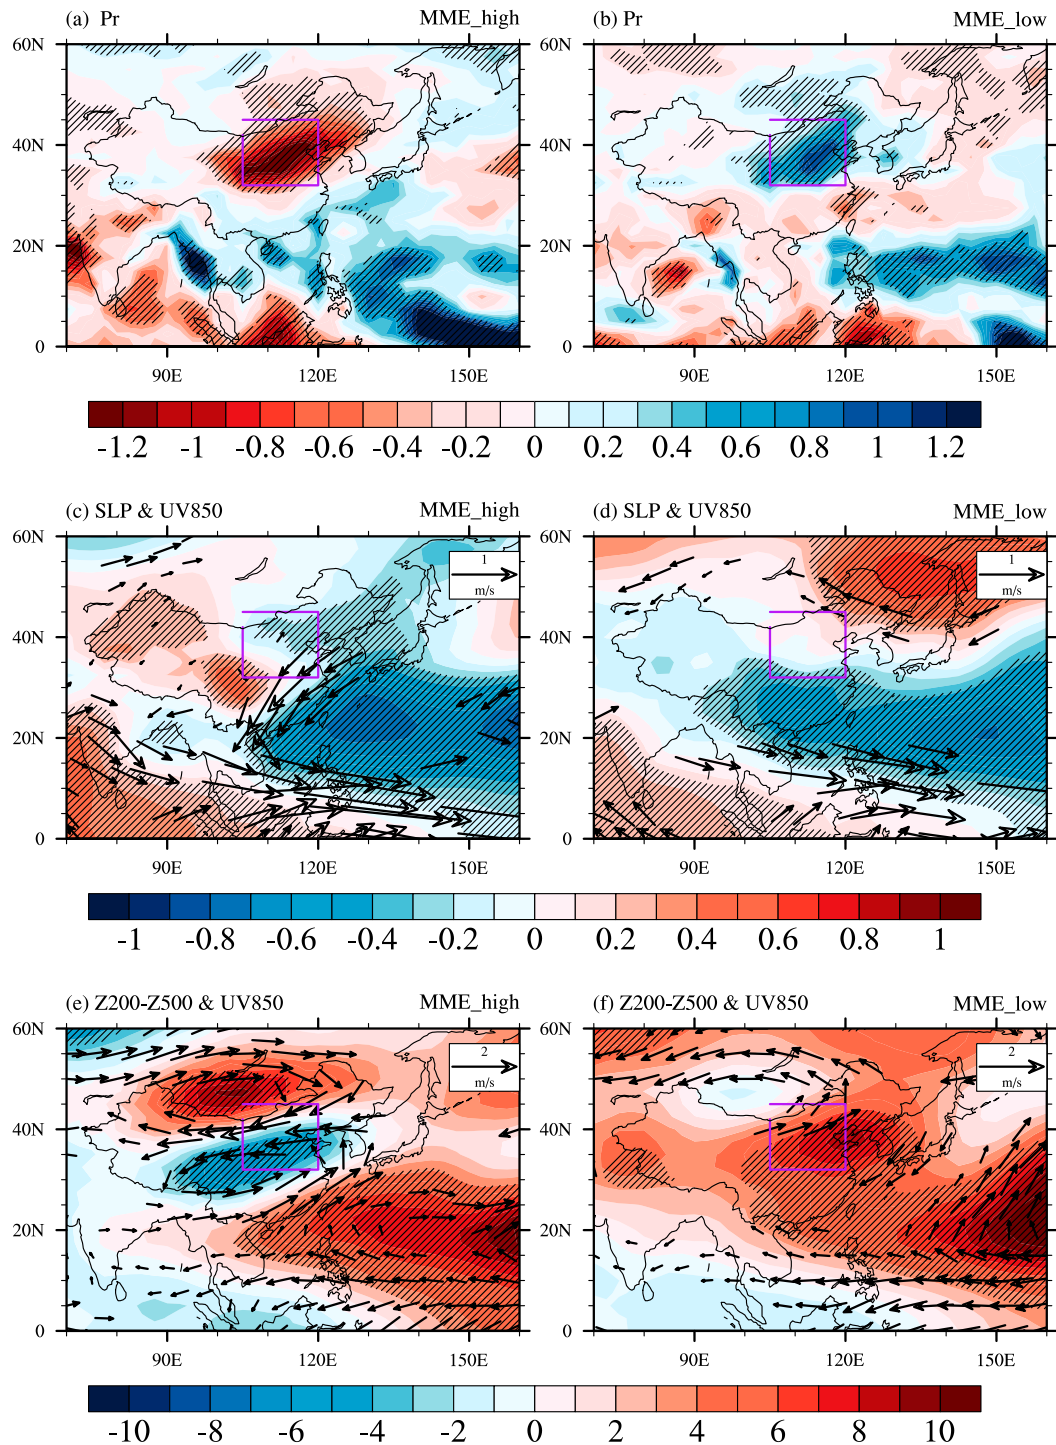 (a) Pr MME_high
(b) Pr MME_low
60N
40N
20N
0
90E 120E 150E
60N
40N
20N
0
90E 120E 150E
-1.2 -1 -0.8 -0.6 -0.4 -0.2 0 0.2 0.4 0.6 0.8 1 1.2
(c) SLP & UV850 MME_high
(d) SLP & UV850 MME_low
60N
40N
20N
0
1
m/s
90E 120E 150E
60N
40N
20N
0
1
m/s
90E 120E 150E
-1 -0.8 -0.6 -0.4 -0.2 0 0.2 0.4 0.6 0.8 1
(e) Z200-Z500 & UV850 MME_high
(f) Z200-Z500 & UV850 MME_low
60N
40N
20N
0
2
m/s
90E 120E 150E
60N
40N
20N
0
2
m/s
90E 120E 150E
-10 -8 -6 -4 -2 0 2 4 6 8 10